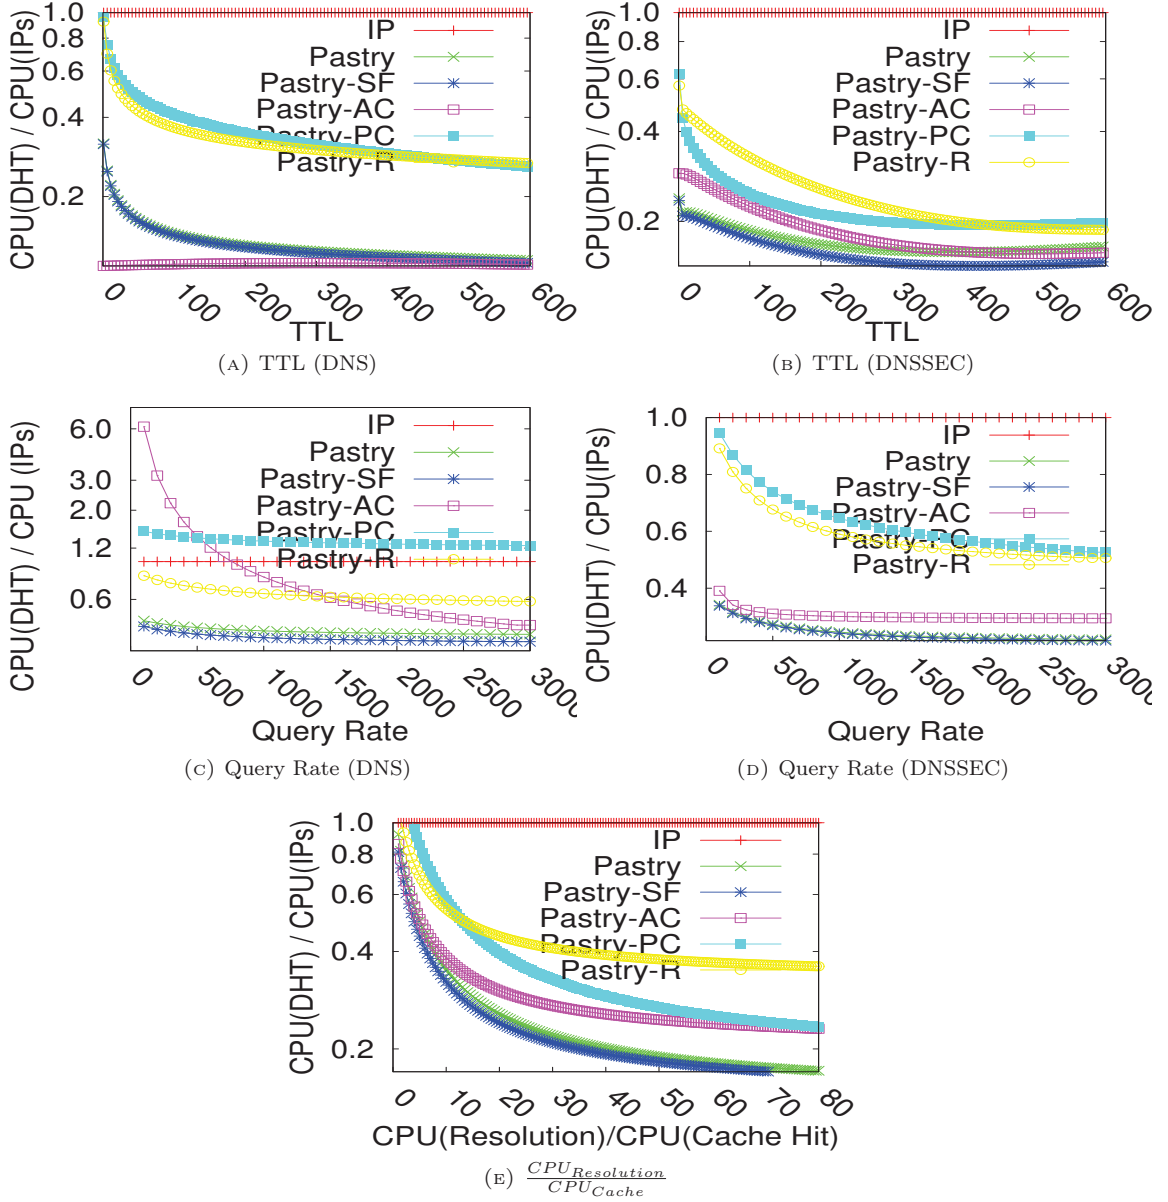 CPU(DHT) / CPU(IPs)
1.0
0.8
0.6
0.4
0.2
IP
Pastry
Pastry-SF
Pastry-AC
Pastry-PC
Pastry-R
0
100
200
300
400
500
600
TTL
(A) TTL (DNS)
CPU(DHT) / CPU(IPs)
1.0
0.8
0.6
0.4
0.2
IP
Pastry
Pastry-SF
Pastry-AC
Pastry-PC
Pastry-R
0
100
200
300
400
500
600
TTL
(B) TTL (DNSSEC)
CPU(DHT) / CPU (IPs)
6.0
3.0
2.0
1.2
0.6
IP
Pastry
Pastry-SF
Pastry-AC
Pastry-PC
Pastry-R
0
500
1000
1500
2000
2500
3000
Query Rate
(C) Query Rate (DNS)
CPU(DHT) / CPU(IPs)
1.0
0.8
0.6
0.4
IP
Pastry
Pastry-SF
Pastry-AC
Pastry-PC
Pastry-R
0
500
1000
1500
2000
2500
3000
Query Rate
(D) Query Rate (DNSSEC)
CPU(DHT) / CPU(IPs)
1.0
0.8
0.6
0.4
0.2
IP
Pastry
Pastry-SF
Pastry-AC
Pastry-PC
Pastry-R
0
10
20
30
40
50
60
70
80
CPU(Resolution)/CPU(Cache Hit)
(E) CPU_Resolution / CPU_Cache